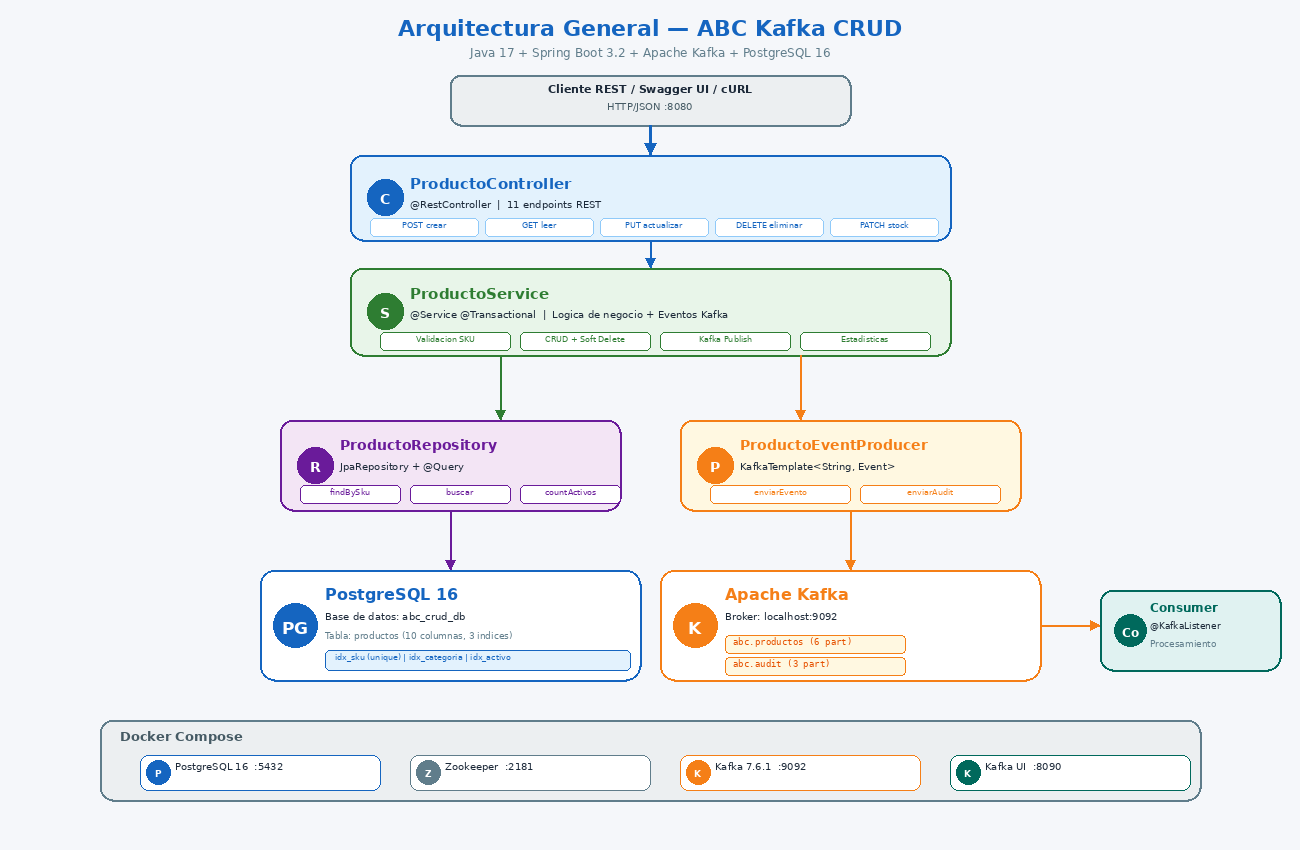 Arquitectura General — ABC Kafka CRUD
Java 17 + Spring Boot 3.2 + Apache Kafka + PostgreSQL 16
Cliente REST / Swagger UI / cURL
HTTP/JSON :8080
C
ProductoController
@RestController | 11 endpoints REST
POST crear
GET leer
PUT actualizar
DELETE eliminar
PATCH stock
S
ProductoService
@Service @Transactional | Logica de negocio + Eventos Kafka
Validacion SKU
CRUD + Soft Delete
Kafka Publish
Estadisticas
R
ProductoRepository
JpaRepository + @Query
findBySku
buscar
countActivos
P
ProductoEventProducer
KafkaTemplate<String, Event>
enviarEvento
enviarAudit
PG
PostgreSQL 16
Base de datos: abc_crud_db
Tabla: productos (10 columnas, 3 indices)
idx_sku (unique) | idx_categoria | idx_activo
K
Apache Kafka
Broker: localhost:9092
abc.productos (6 part)
abc.audit (3 part)
Co
Consumer
@KafkaListener
Procesamiento
Docker Compose
P
PostgreSQL 16 :5432
Z
Zookeeper :2181
K
Kafka 7.6.1 :9092
K
Kafka UI :8090